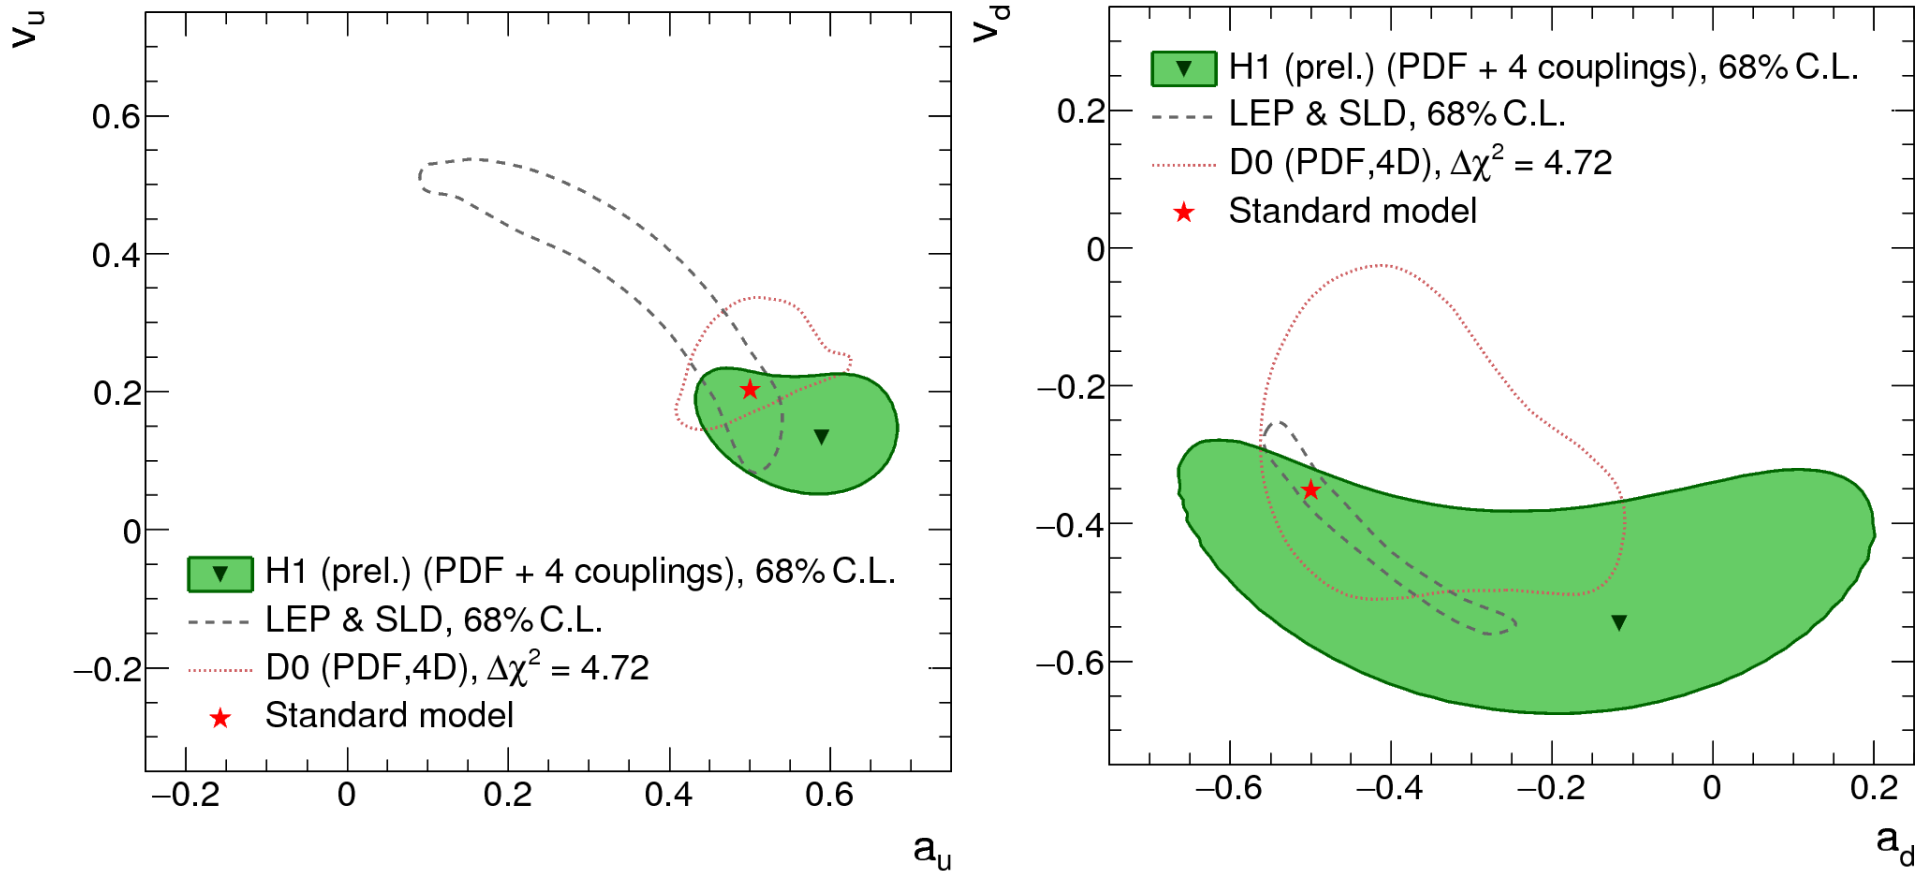 v_u
0.6
0.4
0.2
0
−0.2
H1 (prel.) (PDF + 4 couplings), 68% C.L.
LEP & SLD, 68% C.L.
D0 (PDF,4D), Δχ² = 4.72
Standard model
−0.2 0 0.2 0.4 0.6
a_u
v_d
H1 (prel.) (PDF + 4 couplings), 68% C.L.
LEP & SLD, 68% C.L.
D0 (PDF,4D), Δχ² = 4.72
Standard model
0.2
0
−0.2
−0.4
−0.6
−0.6 −0.4 −0.2 0 0.2
a_d